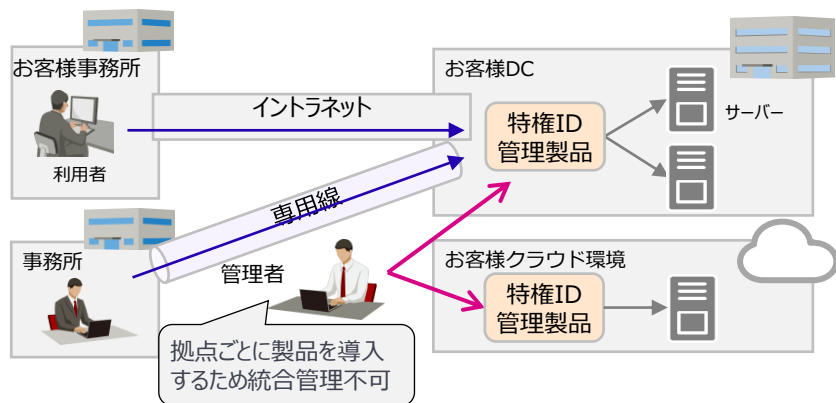 お客様事務所
利用者
イントラネット
お客様DC
特権ID
管理製品
サーバー
専用線
事務所
管理者
お客様クラウド環境
特権ID
管理製品
拠点ごとに製品を導入
するため統合管理不可